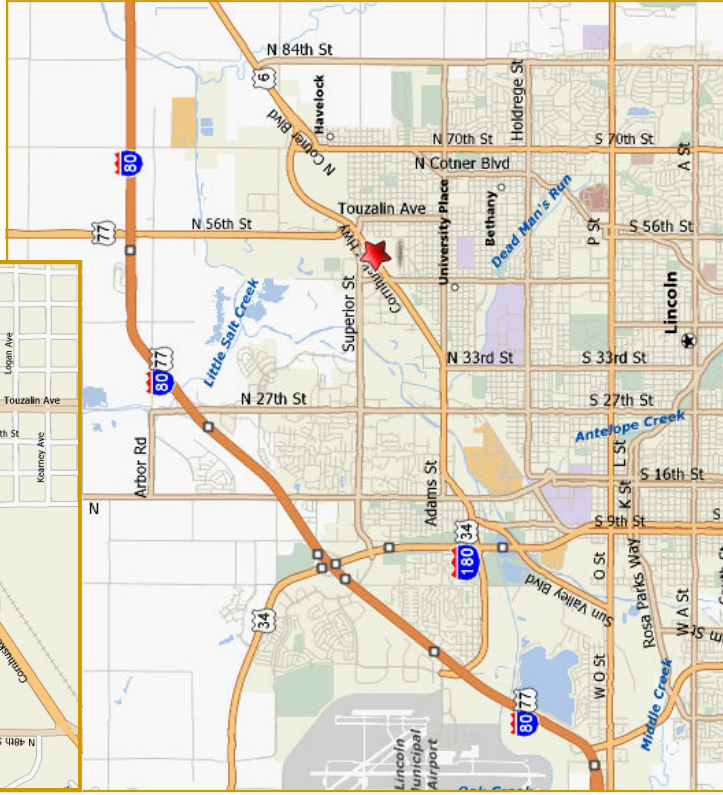 N 84th St
6
Havelock
Holdrege St
N Cotner Blvd
N 70th St
S 70th St
A St
80
N Cotner Blvd
Touzalin Ave
University Place
Bethany
Dead Man's Run
P St
N 56th St
S 56th St
77
Hwy
Superior St
Little Salt Creek
Lincoln
N 33rd St
S 33rd St
77
80
N 27th St
S 27th St
Antelope Creek
Arbor Rd
Adams St
L St
K St
S 16th St
N
S 9th St
S
34
180
O St
Rosa Parks Way
Sun Valley Blvd
34
W A St
W O St
Middle Creek
77
80
Lincoln
Airport
Logan Ave
Touzalin Ave
th St
Kearney Ave
N 48th S